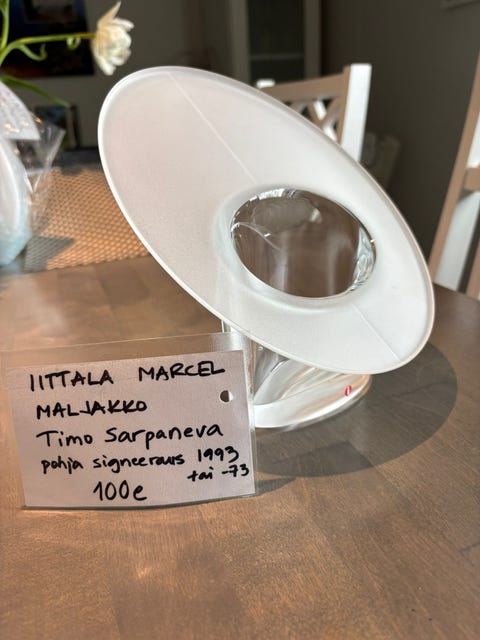 IITTALA MARCEL
MALJAKKO
Timo Sarpaneva
pohja signeeraus 1993
tai -73
100e